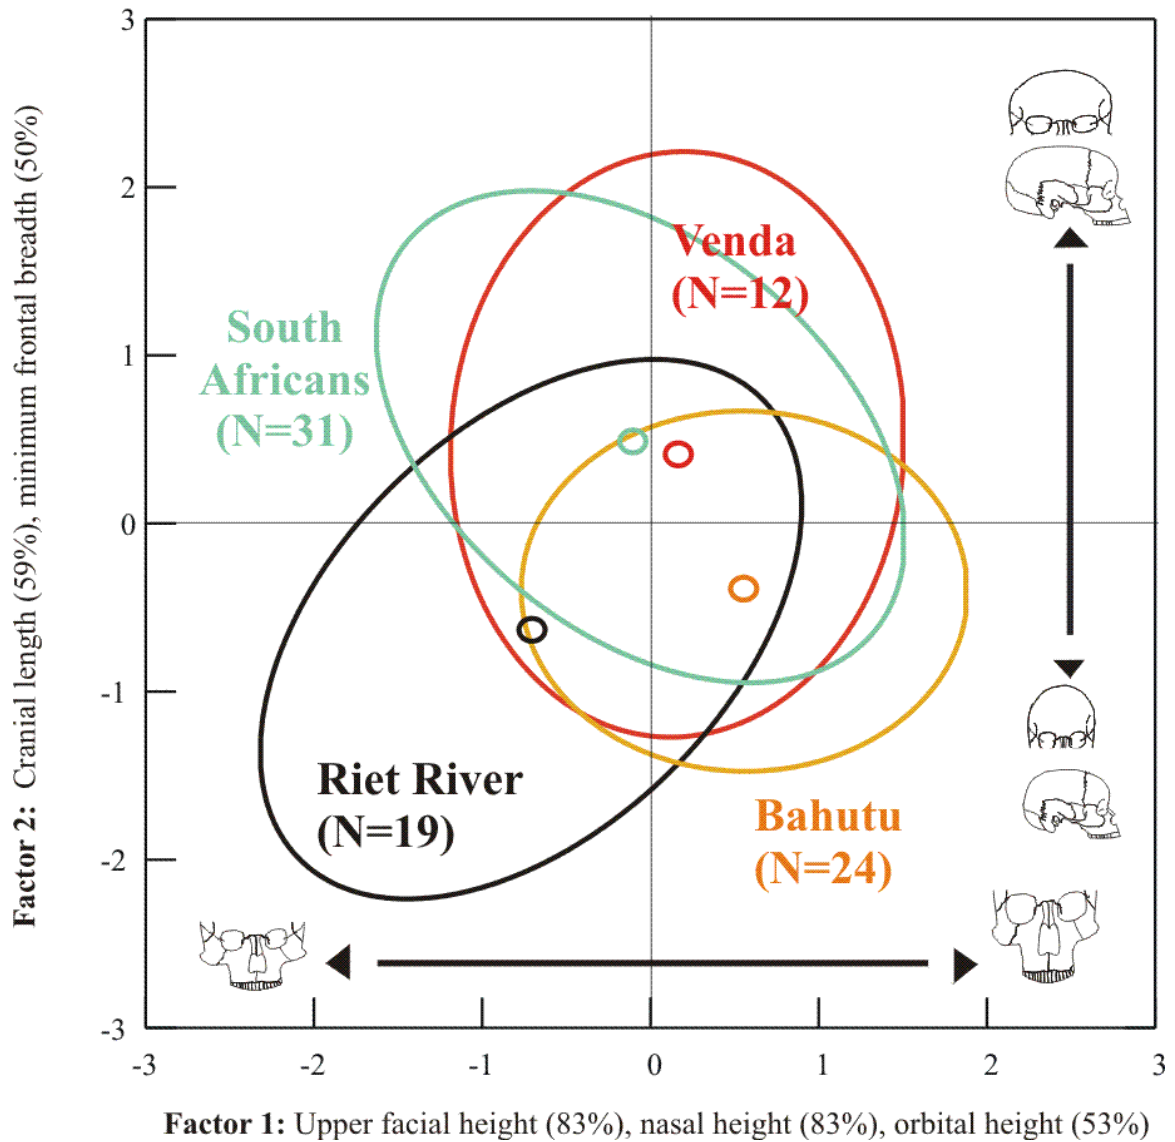 3
2
1
0
-1
-2
-3
Factor 2: Cranial length (59%), minimum frontal breadth (50%)
Venda
(N=12)
South
Africans
(N=31)
Riet River
(N=19)
Bahutu
(N=24)
-3 -2 -1 0 1 2 3
Factor 1: Upper facial height (83%), nasal height (83%), orbital height (53%)